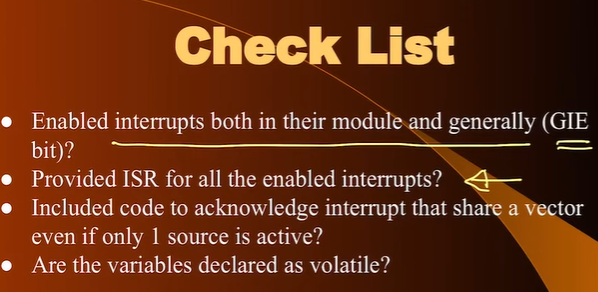 Check List
● Enabled interrupts both in their module and generally (GIE
bit)?
● Provided ISR for all the enabled interrupts?
● Included code to acknowledge interrupt that share a vector
even if only 1 source is active?
● Are the variables declared as volatile?